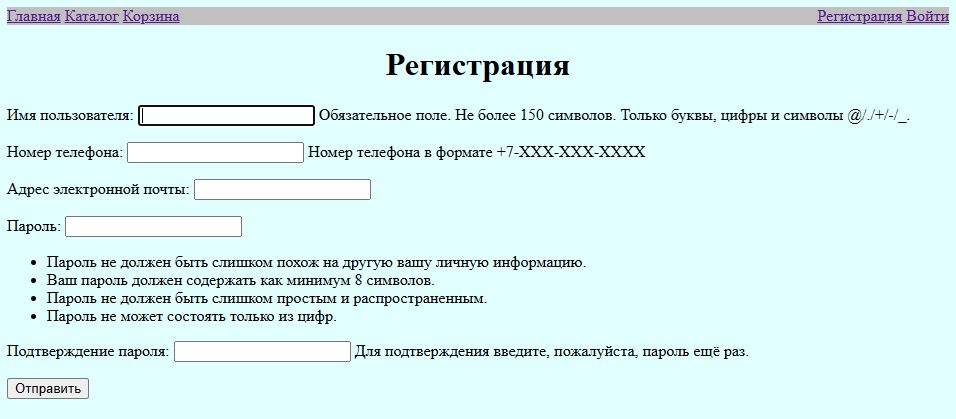 Главная Каталог Корзина Регистрация Войти
Регистрация
Имя пользователя: Обязательное поле. Не более 150 символов. Только буквы, цифры и символы @/./+/-/_.
Номер телефона: Номер телефона в формате +7-XXX-XXX-XXXX
Адрес электронной почты:
Пароль:
Пароль не должен быть слишком похож на другую вашу личную информацию.
Ваш пароль должен содержать как минимум 8 символов.
Пароль не должен быть слишком простым и распространенным.
Пароль не может состоять только из цифр.
Подтверждение пароля: Для подтверждения введите, пожалуйста, пароль ещё раз.
Отправить